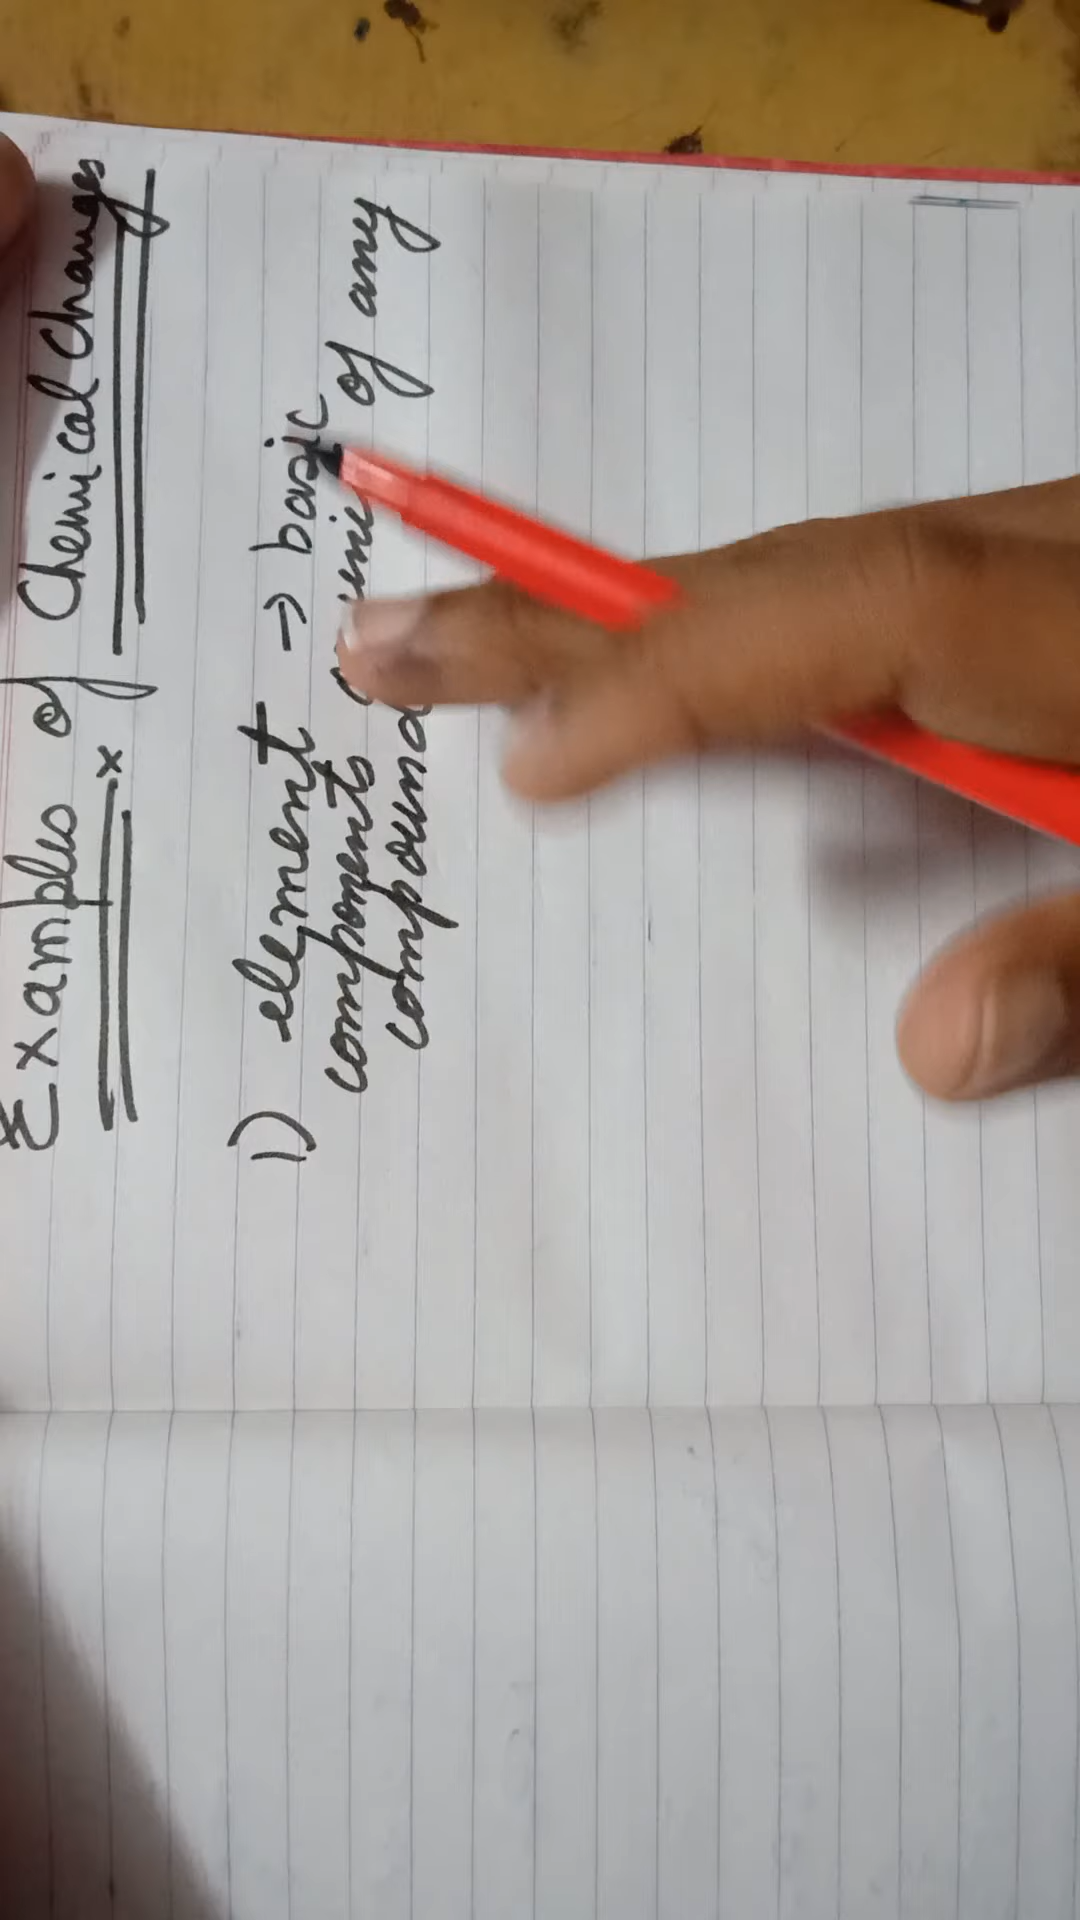 Examples of Chemical Changes
x
1) element → basic
components of any
compound